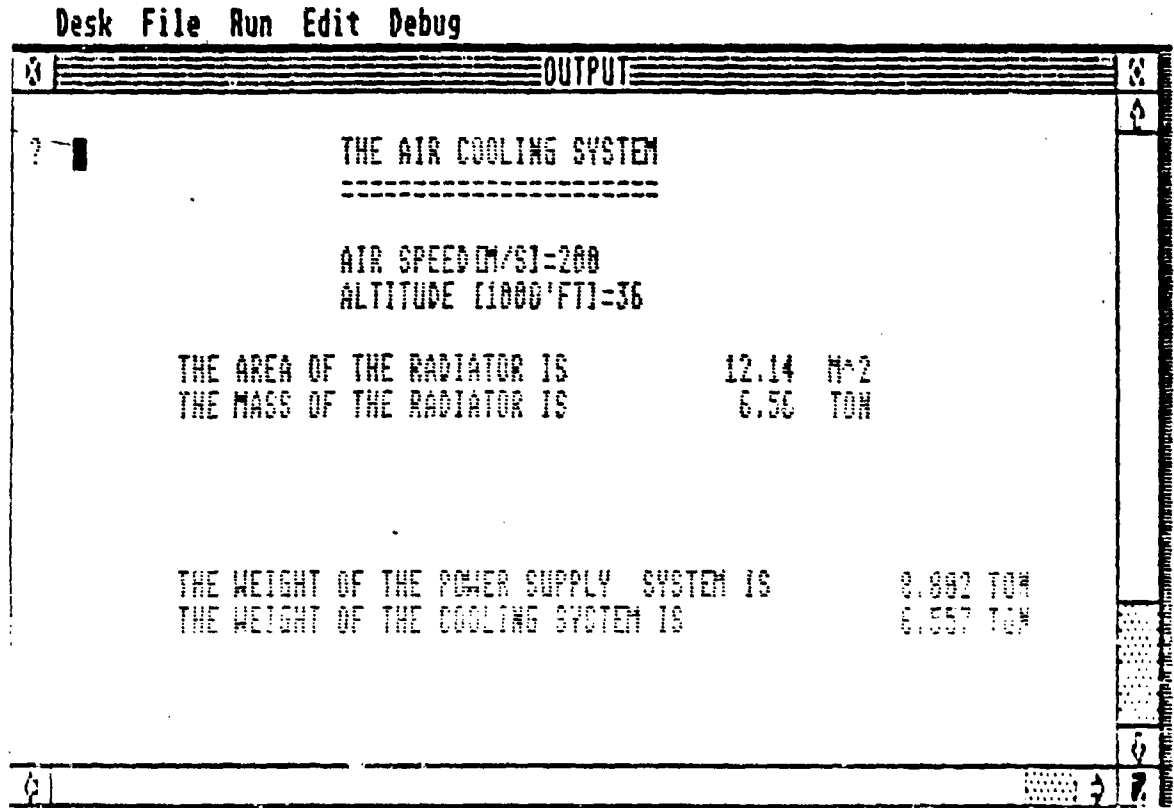 Desk File Run Edit Debug
OUTPUT
? THE AIR COOLING SYSTEM
======================
AIR SPEED[M/S]=200
ALTITUDE [1000'FT]=36
THE AREA OF THE RADIATOR IS 12.14 M^2
THE MASS OF THE RADIATOR IS 6.56 TON
THE WEIGHT OF THE POWER SUPPLY SYSTEM IS TON
THE WEIGHT OF THE COOLING SYSTEM IS 6.557 TON